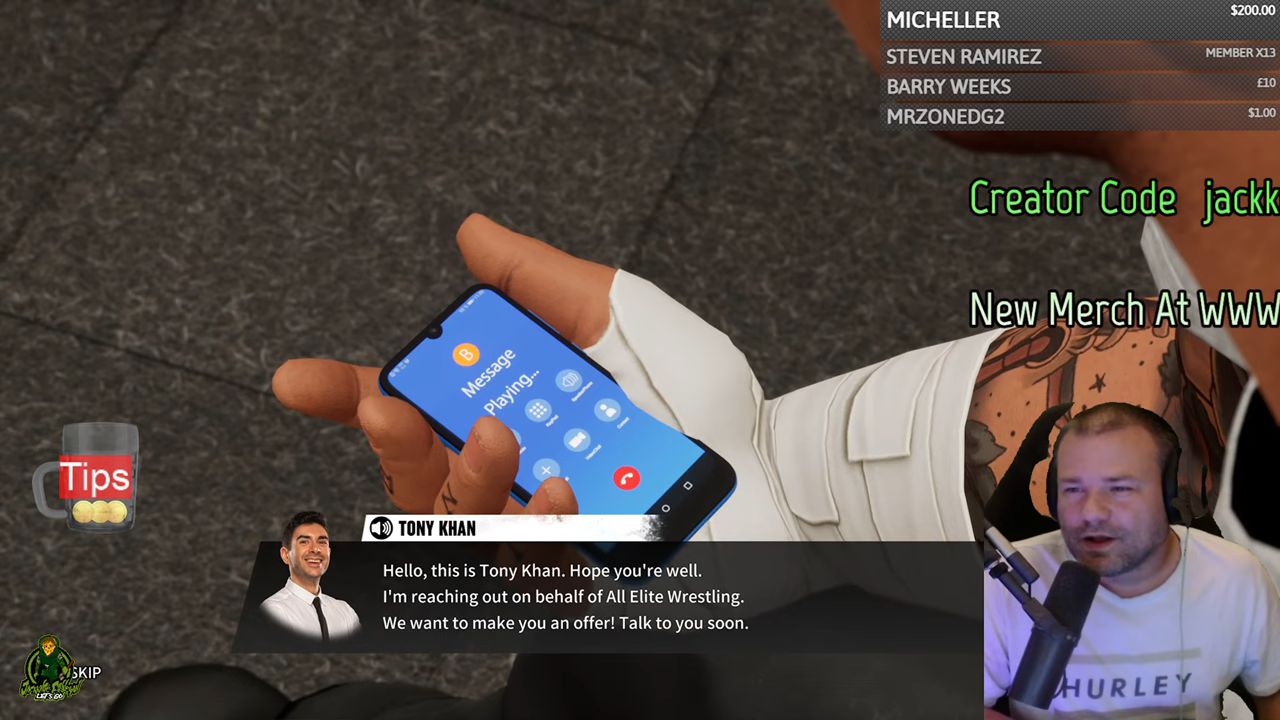 MICHELLER
$200.00
STEVEN RAMIREZ
MEMBER X13
BARRY WEEKS
£10
MRZONEDG2
$1.00
Creator Code jackk
New Merch At WWW
B
Message
Playing...
Tips
TONY KHAN
Hello, this is Tony Khan. Hope you're well.
I'm reaching out on behalf of All Elite Wrestling.
We want to make you an offer! Talk to you soon.
SKIP
LET'S GO
HURLEY